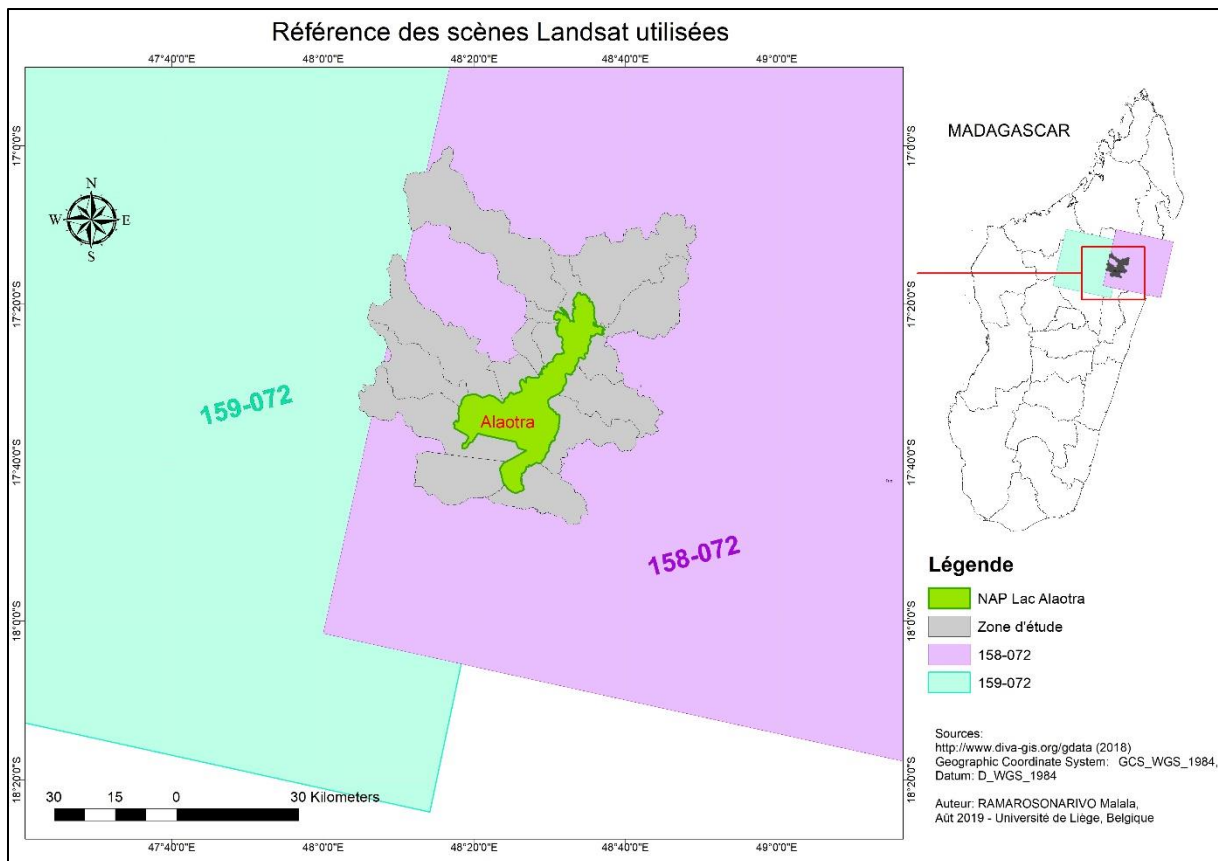 Référence des scènes Landsat utilisées
47°40'0"E 48°0'0"E 48°20'0"E 48°40'0"E 49°0'0"E
17°0'0"S
17°20'0"S
17°40'0"S
18°0'0"S
18°20'0"S
N
W E
S
159-072
Alaotra
158-072
30 15 0 30 Kilometers
17°0'0"S
17°20'0"S
17°40'0"S
18°0'0"S
18°20'0"S
47°40'0"E 48°0'0"E 48°20'0"E 48°40'0"E 49°0'0"E
MADAGASCAR
Légende
NAP Lac Alaotra
Zone d'étude
158-072
159-072
Sources:
http://www.diva-gis.org/gdata (2018)
Geographic Coordinate System: GCS_WGS_1984,
Datum: D_WGS_1984
Auteur: RAMAROSONARIVO Malala,
Aût 2019 - Université de Liège, Belgique